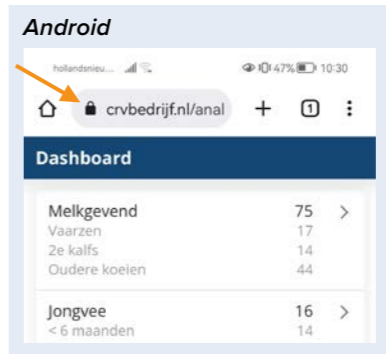 Android
hollandsnieu... 47% 10:30
crvbedrijf.nl/anal 1
Dashboard
Melkgevend 75
Vaarzen 17
2e kalfs 14
Oudere koeien 44
Jongvee 16
< 6 maanden 14